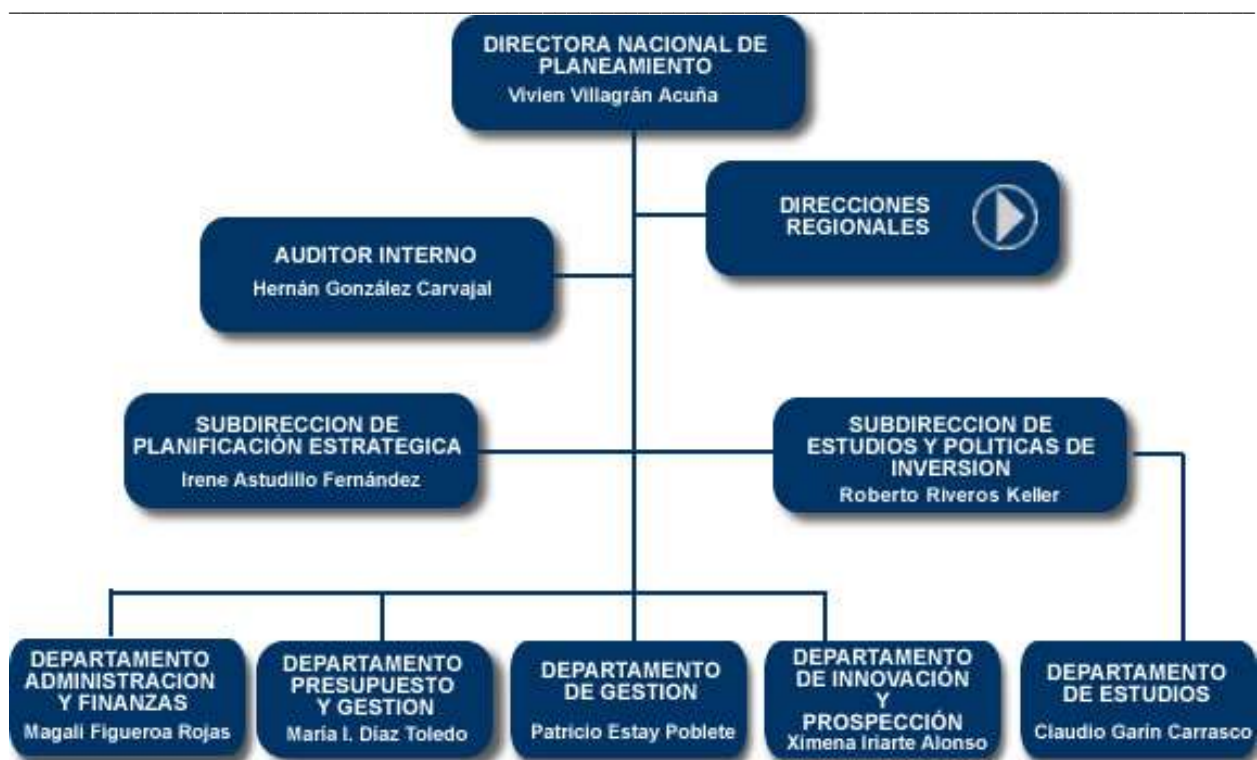 DIRECTORA NACIONAL DE
PLANEAMIENTO
Vivien Villagrán Acuña
DIRECCIONES
REGIONALES
AUDITOR INTERNO
Hernán González Carvajal
SUBDIRECCION DE
PLANIFICACIÓN ESTRATEGICA
Irene Astudillo Fernández
SUBDIRECCION DE
ESTUDIOS Y POLITICAS DE
INVERSION
Roberto Riveros Keller
DEPARTAMENTO
ADMINISTRACION
Y FINANZAS
Magali Figueroa Rojas
DEPARTAMENTO
PRESUPUESTO
Y GESTION
María I. Díaz Toledo
DEPARTAMENTO
DE GESTION
Patricio Estay Poblete
DEPARTAMENTO
DE INNOVACIÓN
Y
PROSPECCIÓN
Ximena Iriarte Alonso
DEPARTAMENTO
DE ESTUDIOS
Claudio Garín Carrasco